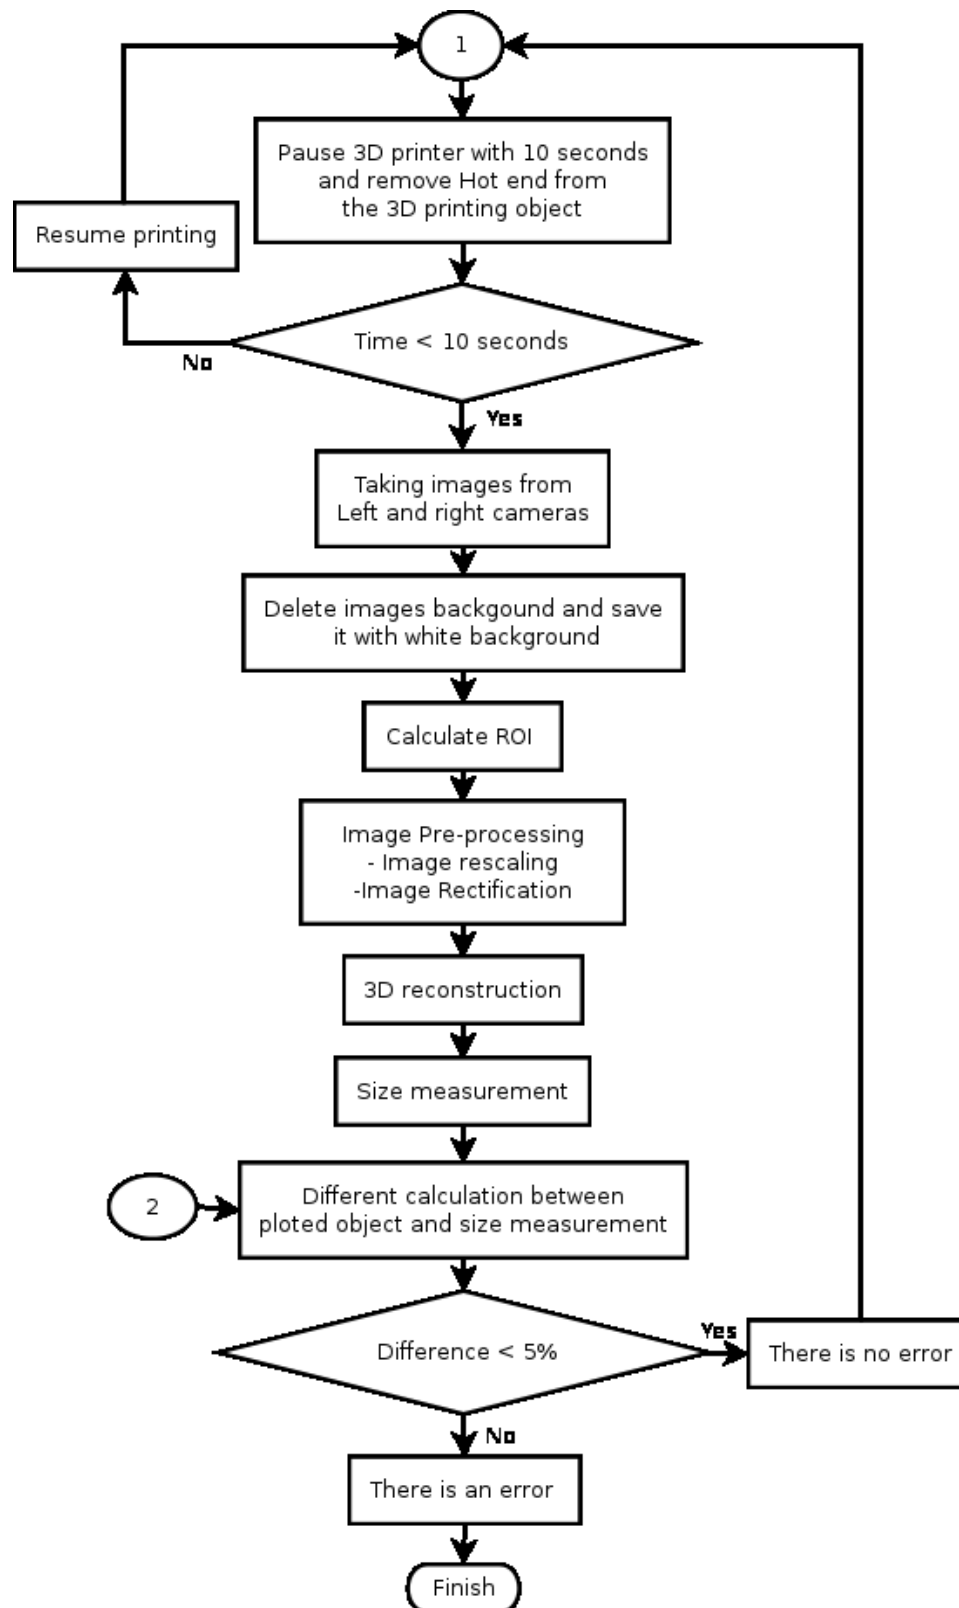 1
Pause 3D printer with 10 seconds
and remove Hot end from
the 3D printing object
Resume printing
Time < 10 seconds
No
Yes
Taking images from
Left and right cameras
Delete images backgound and save
it with white background
Calculate ROI
Image Pre-processing
- Image rescaling
-Image Rectification
3D reconstruction
Size measurement
2
Different calculation between
ploted object and size measurement
Difference < 5%
Yes
There is no error
No
There is an error
Finish